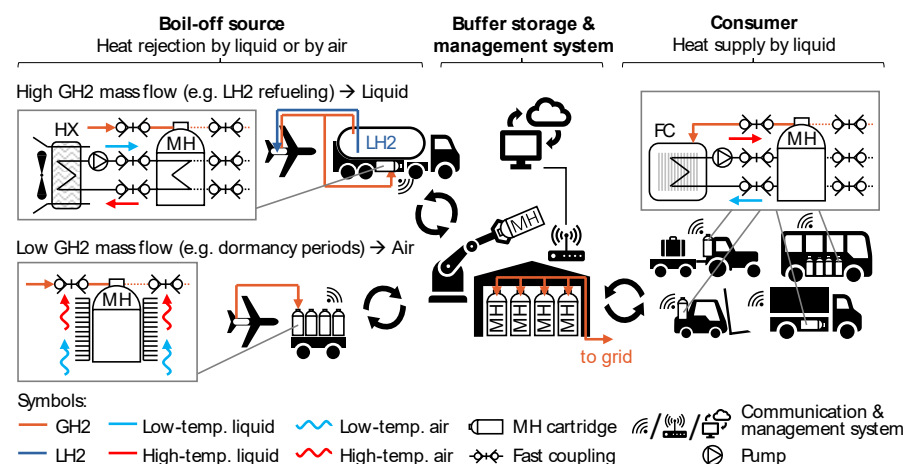 Boil-off source
Heat rejection by liquid or by air
Buffer storage &
management system
Consumer
Heat supply by liquid
High GH2 mass flow (e.g. LH2 refueling) → Liquid
HX
MH
LH2
Low GH2 mass flow (e.g. dormancy periods) → Air
MH
MH
MH
MH
MH
MH
to grid
FC
MH
Symbols:
GH2
Low-temp. liquid
Low-temp. air
MH cartridge
Communication &
management system
LH2
High-temp. liquid
High-temp. air
Fast coupling
Pump